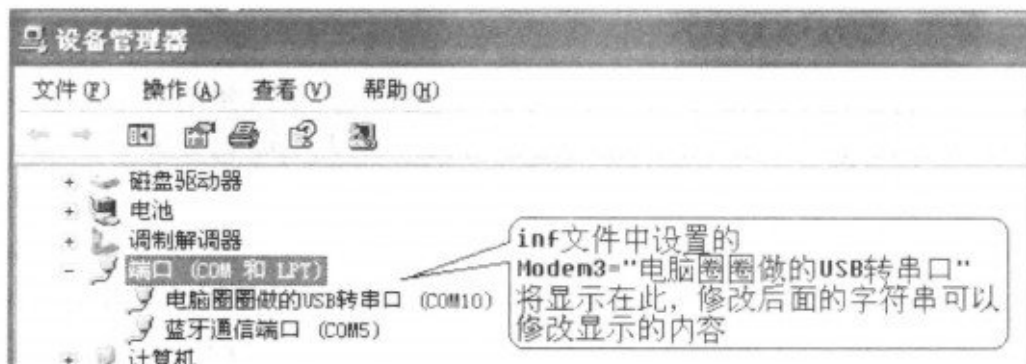 设备管理器
文件(F) 操作(A) 查看(V) 帮助(H)
磁盘驱动器
电池
调制解调器
端口 (COM 和 LPT)
电脑圈圈做的USB转串口 (COM10)
蓝牙通信端口 (COM5)
计算机
inf文件中设置的
Modem3="电脑圈圈做的USB转串口"
将显示在此，修改后面的字符串可以
修改显示的内容